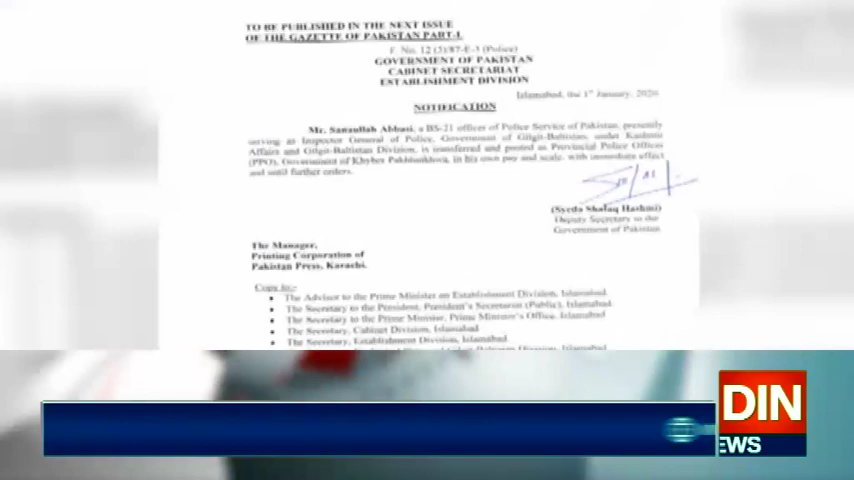 TO BE PUBLISHED IN THE NEXT ISSUE
OF THE GAZETTE OF PAKISTAN PART-I.
F. No. 12 (5)/87-E-3 (Police)
GOVERNMENT OF PAKISTAN
CABINET SECRETARIAT
ESTABLISHMENT DIVISION
Islamabad, the 1st January, 2020
NOTIFICATION
Mr. Sanaullah Abbasi, a BS-21 officer of Police Service of Pakistan, presently
serving as Inspector General of Police, Government of Gilgit-Baltistan, under Kashmir
Affairs and Gilgit-Baltistan Division, is transferred and posted as Provincial Police Officer
(PPO), Government of Khyber Pakhtunkhwa, in his own pay and scale, with immediate effect
and until further orders.
(Syeda Shafaq Hashmi)
Deputy Secretary to the
Government of Pakistan
The Manager,
Printing Corporation of
Pakistan Press, Karachi.
Copy to:-
• The Advisor to the Prime Minister on Establishment Division, Islamabad.
• The Secretary to the President, President's Secretariat (Public), Islamabad.
• The Secretary to the Prime Minister, Prime Minister's Office, Islamabad
• The Secretary, Cabinet Division, Islamabad
• The Secretary, Establishment Division, Islamabad.
DIN
EWS